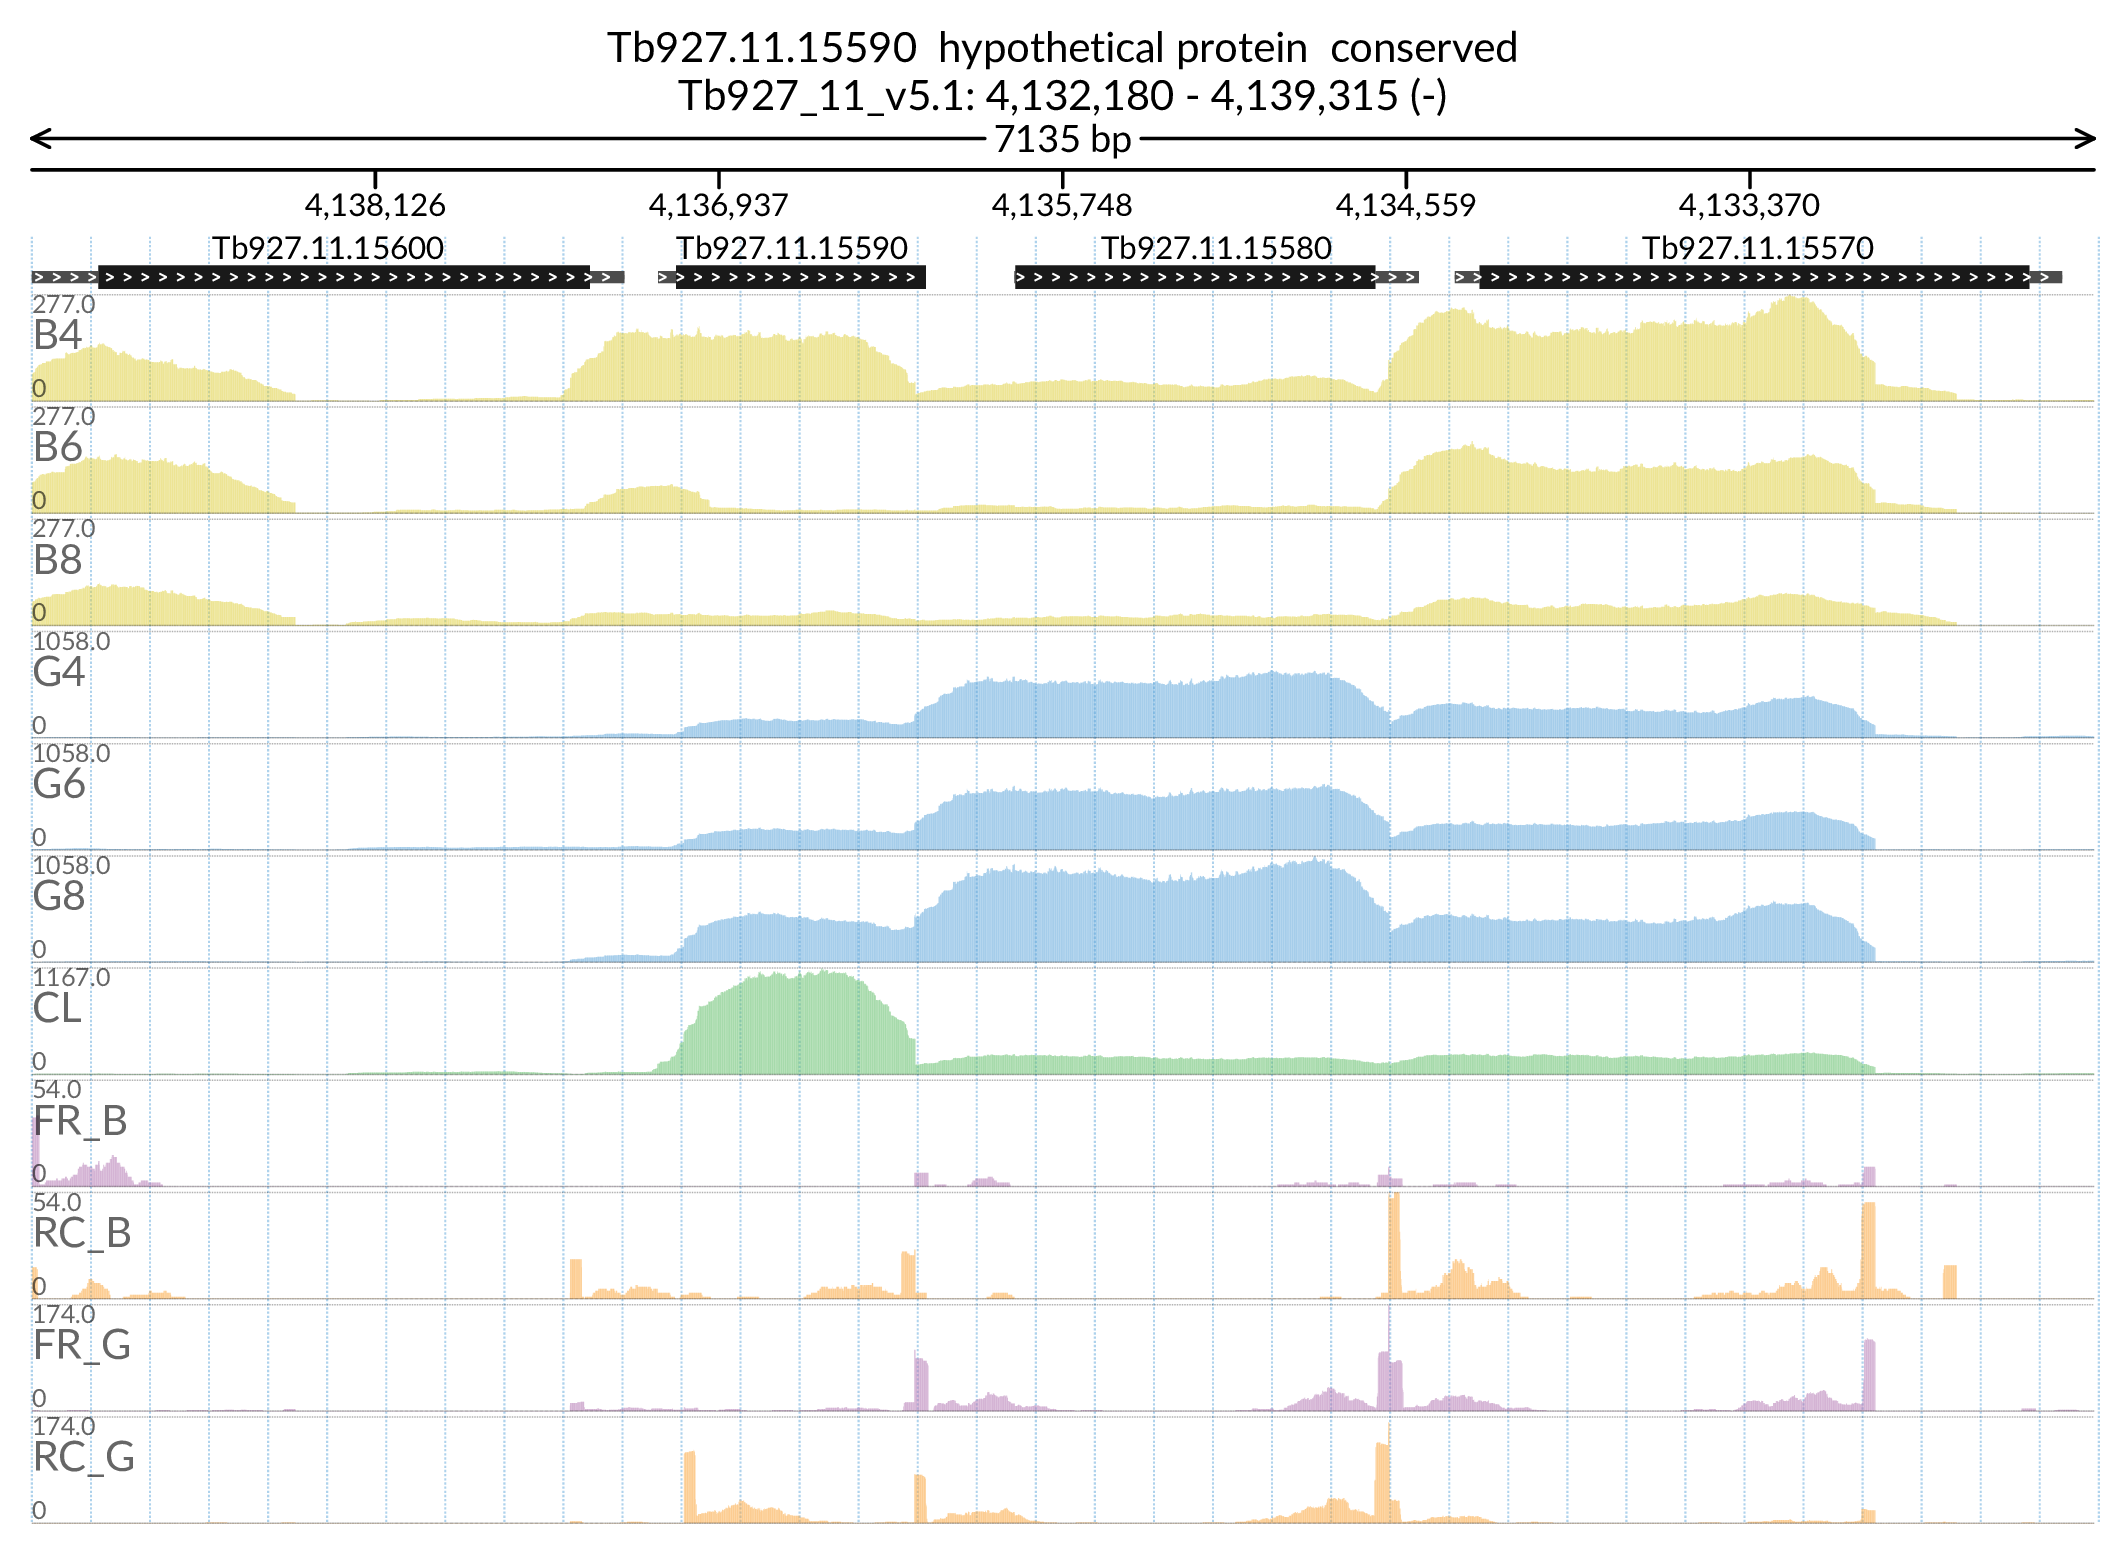 Tb927.11.15590 hypothetical protein conserved
Tb927_11_v5.1: 4,132,180 - 4,139,315 (-)
7135 bp
4,138,126 4,136,937 4,135,748 4,134,559 4,133,370
Tb927.11.15600 Tb927.11.15590 Tb927.11.15580 Tb927.11.15570
277.0
B4
0
277.0
B6
0
277.0
B8
0
1058.0
G4
0
1058.0
G6
0
1058.0
G8
0
1167.0
CL
0
54.0
FR_B
0
54.0
RC_B
0
174.0
FR_G
0
174.0
RC_G
0